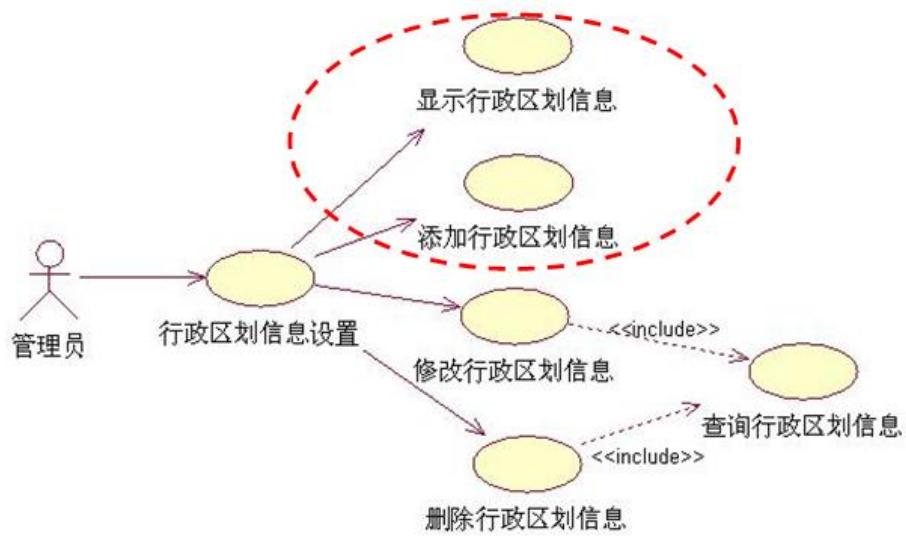 显示行政区划信息
添加行政区划信息
管理员
行政区划信息设置
修改行政区划信息
<<include>>
查询行政区划信息
<<include>>
删除行政区划信息